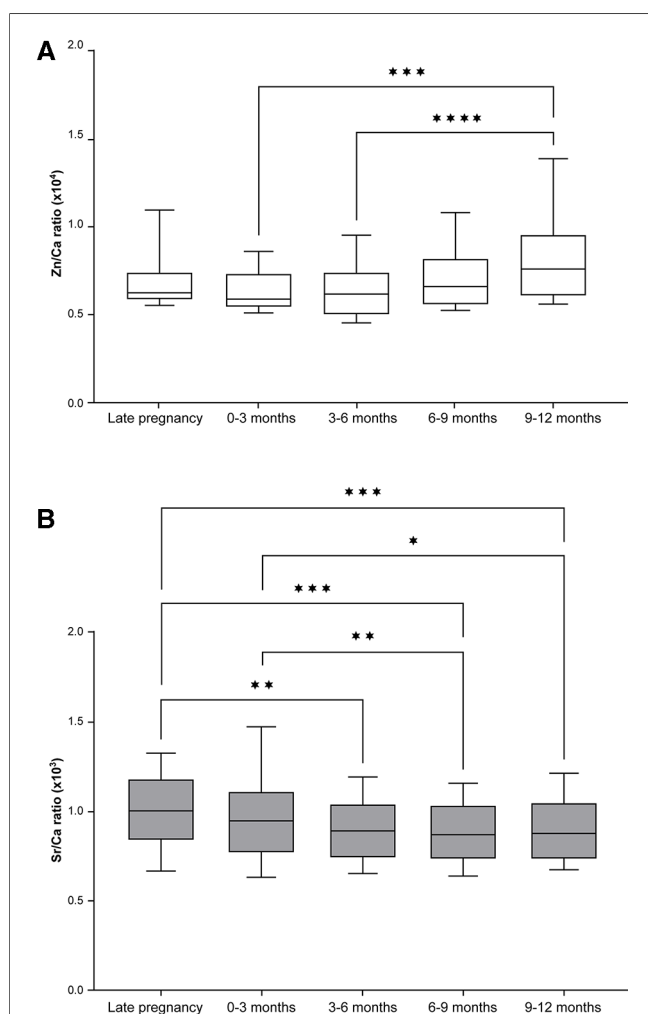 A
2.0
★★★
★★★★
1.5
Zn/Ca ratio (x10⁴)
1.0
0.5
0.0
Late pregnancy 0-3 months 3-6 months 6-9 months 9-12 months
★★★
B
★
★★★
2.0
★★
★★
1.5
Sr/Ca ratio (x10³)
1.0
0.5
0.0
Late pregnancy 0-3 months 3-6 months 6-9 months 9-12 months